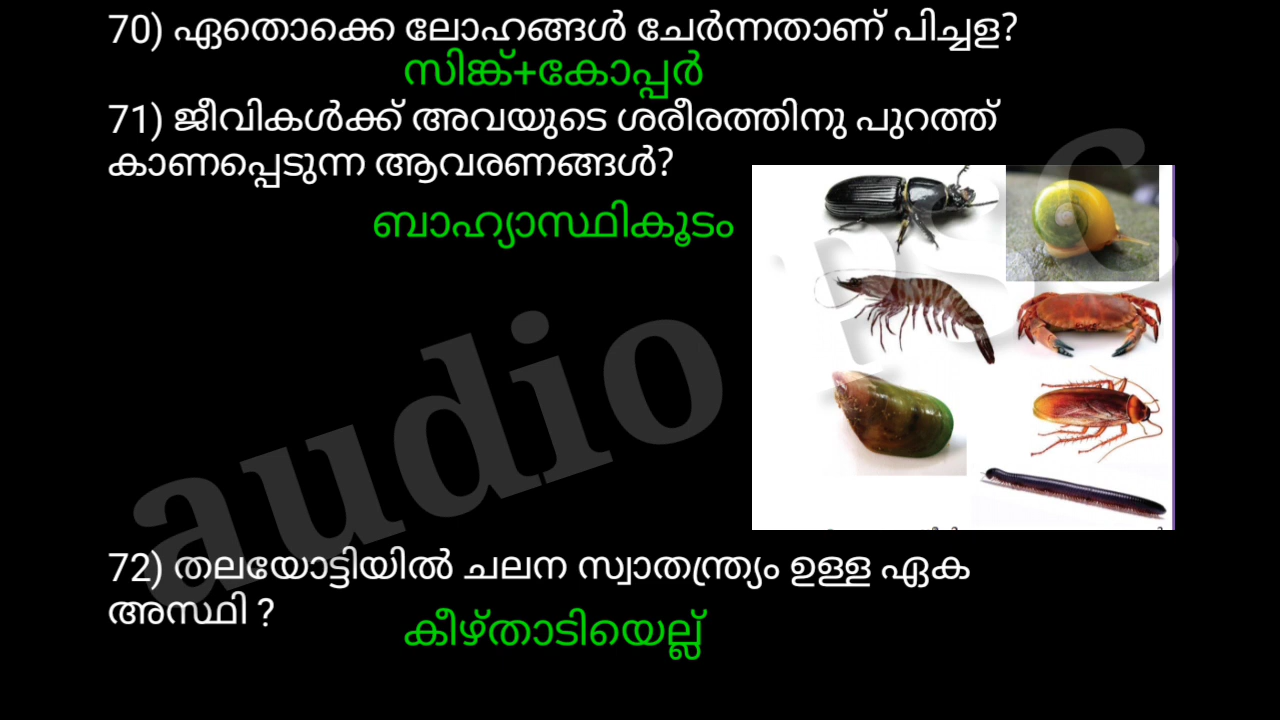 70) ഏതൊക്കെ ലോഹങ്ങൾ ചേർന്നതാണ് പിച്ചള?
സിങ്ക്+കോപ്പർ
71) ജീവികൾക്ക് അവയുടെ ശരീരത്തിനു പുറത്ത്
കാണപ്പെടുന്ന ആവരണങ്ങൾ?
ബാഹ്യാസ്ഥികൂടം
audio psc
72) തലയോട്ടിയിൽ ചലന സ്വാതന്ത്ര്യം ഉള്ള ഏക
അസ്ഥി ?
കീഴ്താടിയെല്ല്